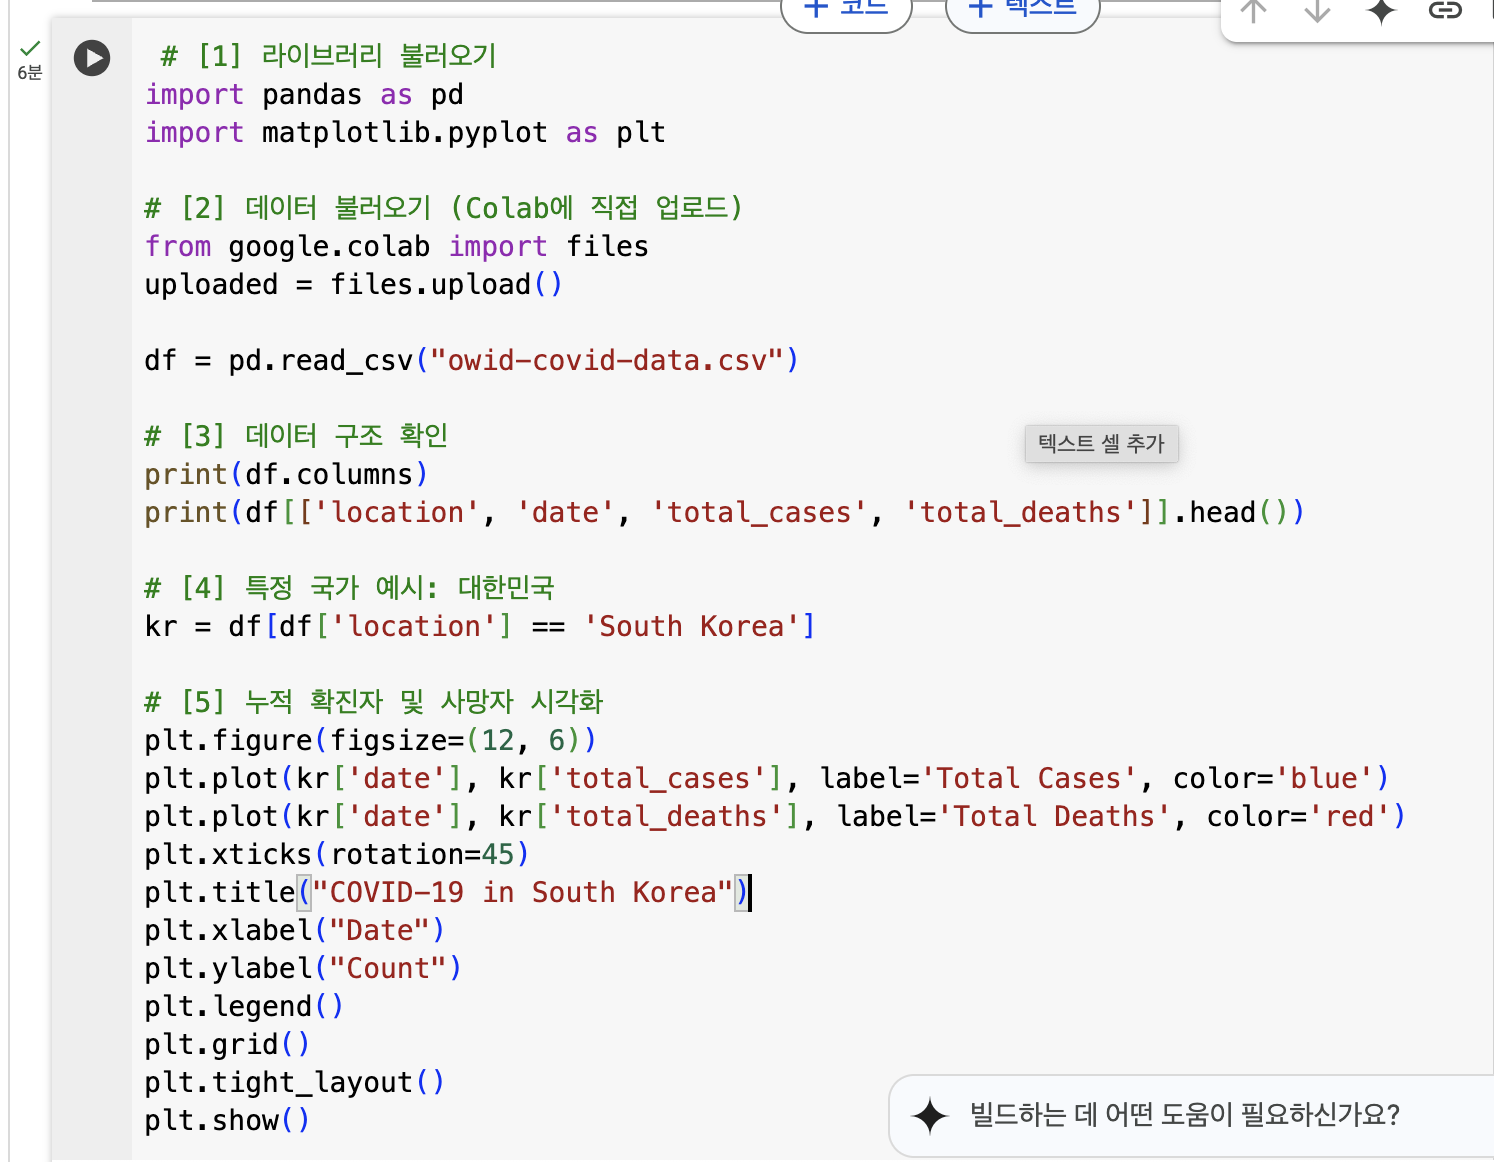 + 코드
+ 텍스트
6분
# [1] 라이브러리 불러오기
import pandas as pd
import matplotlib.pyplot as plt
# [2] 데이터 불러오기 (Colab에 직접 업로드)
from google.colab import files
uploaded = files.upload()
df = pd.read_csv("owid-covid-data.csv")
# [3] 데이터 구조 확인
텍스트 셀 추가
print(df.columns)
print(df[['location', 'date', 'total_cases', 'total_deaths']].head())
# [4] 특정 국가 예시: 대한민국
kr = df[df['location'] == 'South Korea']
# [5] 누적 확진자 및 사망자 시각화
plt.figure(figsize=(12, 6))
plt.plot(kr['date'], kr['total_cases'], label='Total Cases', color='blue')
plt.plot(kr['date'], kr['total_deaths'], label='Total Deaths', color='red')
plt.xticks(rotation=45)
plt.title("COVID-19 in South Korea")
plt.xlabel("Date")
plt.ylabel("Count")
plt.legend()
plt.grid()
plt.tight_layout()
plt.show()
빌드하는 데 어떤 도움이 필요하신가요?